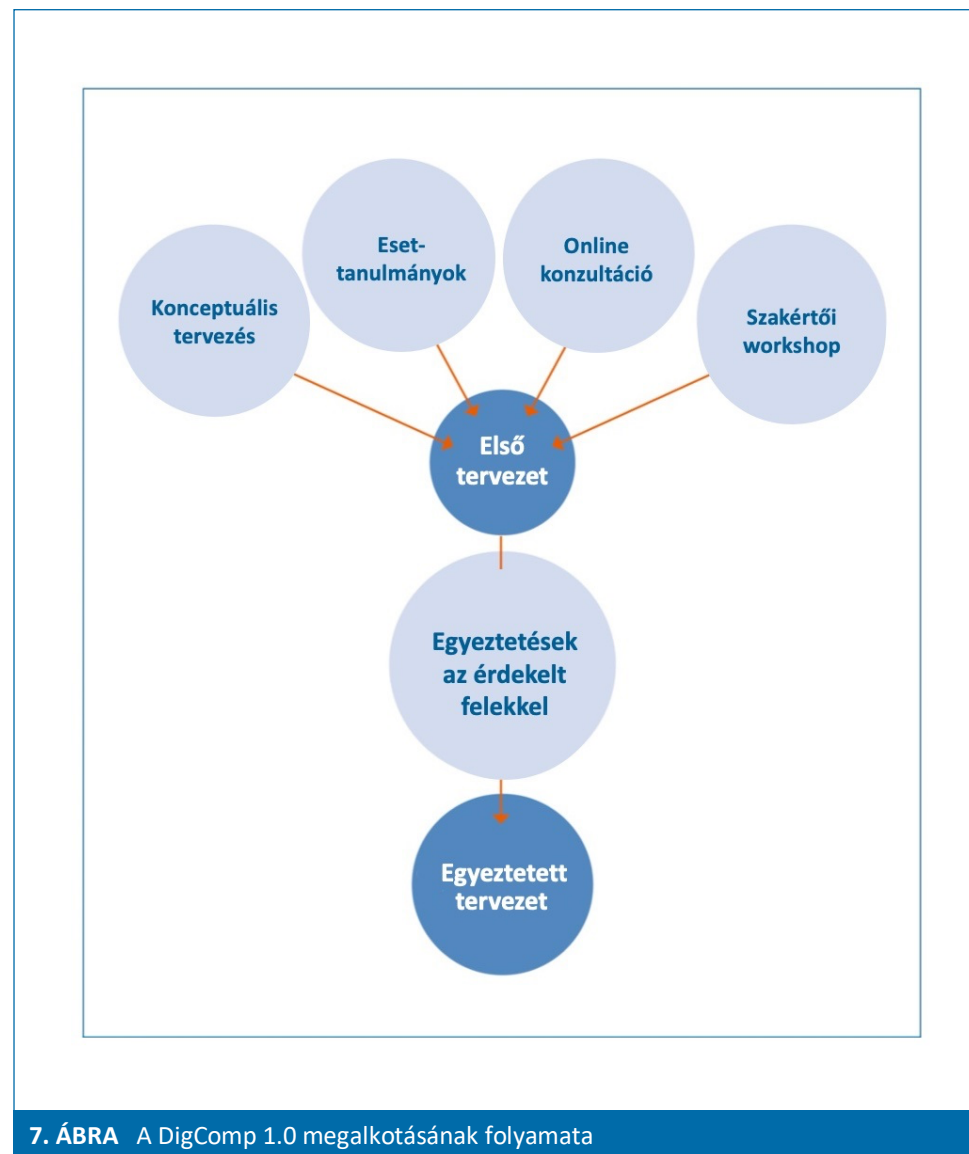 Konceptuális
tervezés
Eset-
tanulmányok
Online
konzultáció
Szakértői
workshop
Első
tervezet
Egyeztetések
az érdekelt
felekkel
Egyeztetett
tervezet
7. ÁBRA A DigComp 1.0 megalkotásának folyamata